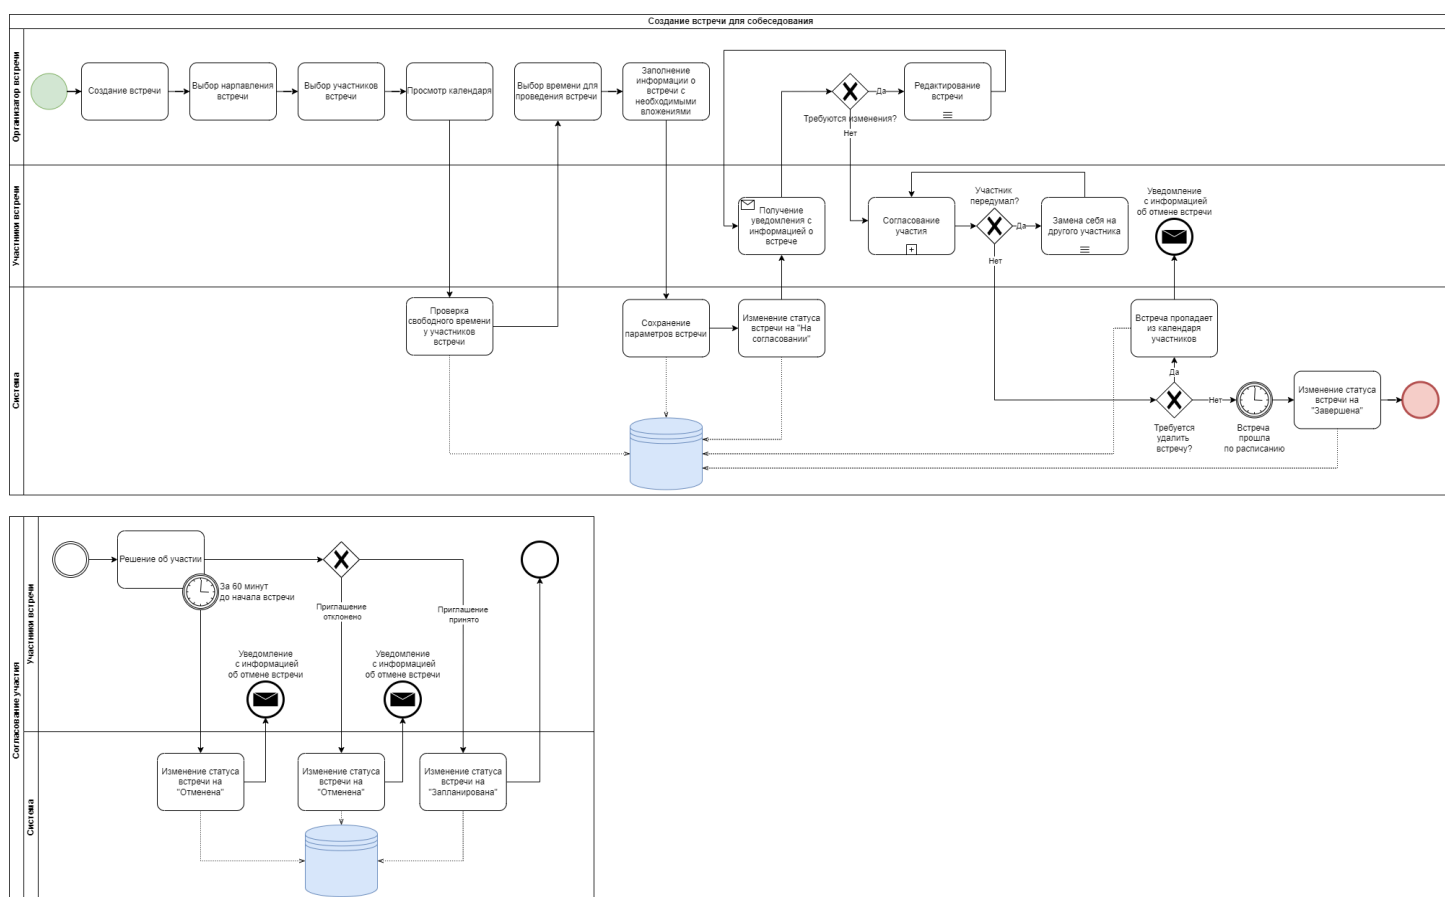 Создание встречи для собеседования
Организатор встречи
Создание встречи
Выбор нарпавления
встречи
Выбор участников
встречи
Просмотр календаря
Выбор времени для
проведения встречи
Заполнение
информации о
встречи с
необходимыми
вложениями
Требуются изменения?
Да
Нет
Редактирование
встречи
Участники встречи
Получение
уведомления с
информацией о
встрече
Согласование
участия
Участник
передумал?
Да
Нет
Замена себя на
другого участника
Уведомление
с информацией
об отмене встречи
Система
Проверка
свободного времени
у участников
встречи
Сохранение
параметров встречи
Изменение статуса
встречи на "На
согласовании"
Встреча пропадает
из календаря
участников
Да
Требуется
удалить
встречу?
Нет
Встреча
прошла
по расписанию
Изменение статуса
встречи на
"Завершена"
Согласование участия
Участники встречи
Решение об участии
За 60 минут
до начала встречи
Приглашение
отклонено
Приглашение
принято
Уведомление
с информацией
об отмене встречи
Уведомление
с информацией
об отмене встречи
Система
Изменение статуса
встречи на
"Отменена"
Изменение статуса
встречи на
"Отменена"
Изменение статуса
встречи на
"Запланирована"